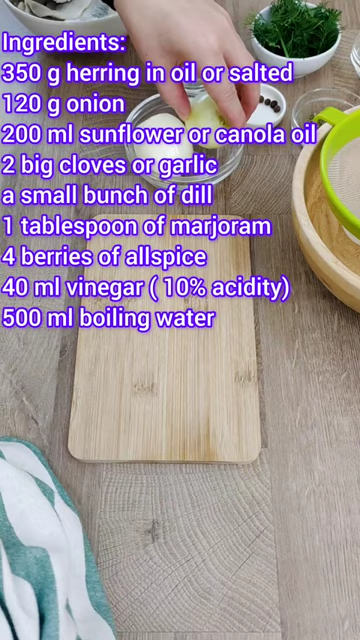 Ingredients:
350 g herring in oil or salted
120 g onion
200 ml sunflower or canola oil
2 big cloves or garlic
a small bunch of dill
1 tablespoon of marjoram
4 berries of allspice
40 ml vinegar ( 10% acidity)
500 ml boiling water